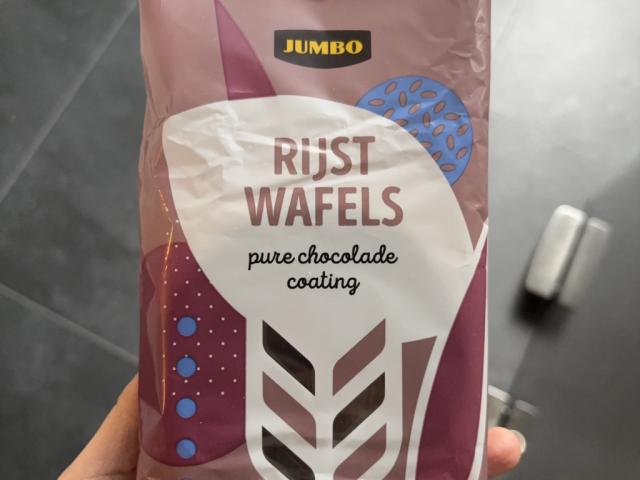 JUMBO
RIJST
WAFELS
pure chocolade
coating